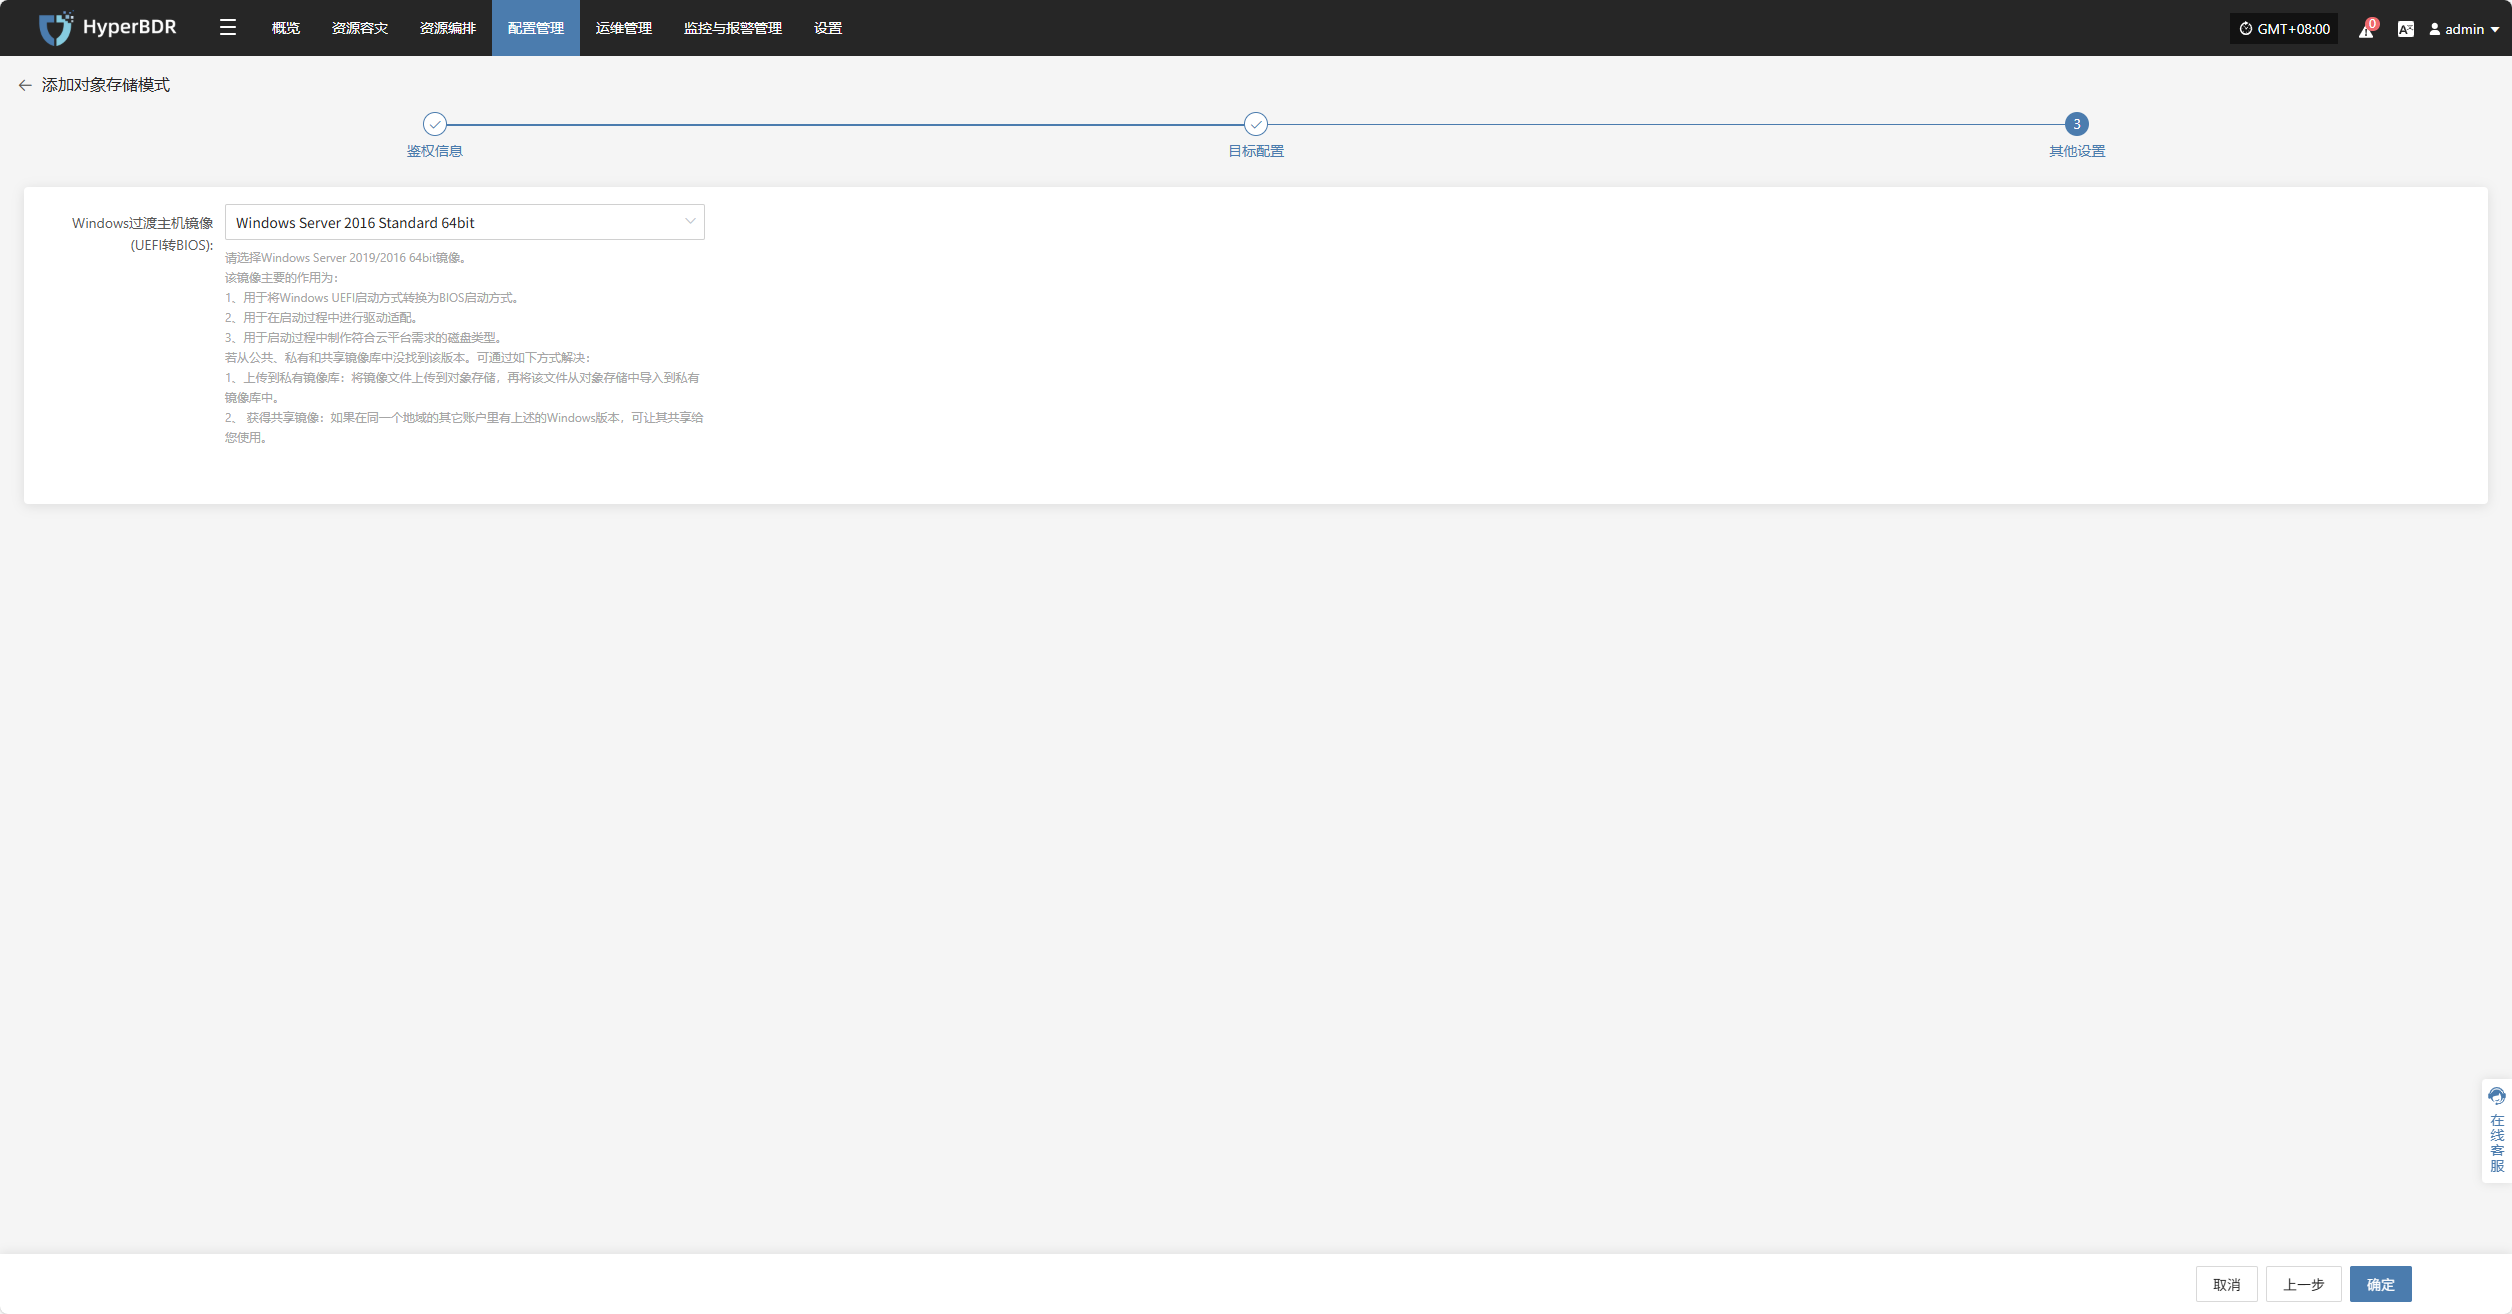 HyperBDR
概览 资源容灾 资源编排 配置管理 运维管理 监控与报警管理 设置
GMT+08:00
0
admin
添加对象存储模式
3
鉴权信息 目标配置 其他设置
Windows过渡主机镜像
(UEFI转BIOS):
Windows Server 2016 Standard 64bit
请选择Windows Server 2019/2016 64bit镜像。
该镜像主要的作用为：
1、用于将Windows UEFI启动方式转换为BIOS启动方式。
2、用于在启动过程中进行驱动适配。
3、用于启动过程中制作符合云平台需求的磁盘类型。
若从公共、私有和共享镜像库中没找到该版本。可通过如下方式解决：
1、上传到私有镜像库：将镜像文件上传到对象存储，再将该文件从对象存储中导入到私有
镜像库中。
2、 获得共享镜像：如果在同一个地域的其它账户里有上述的Windows版本，可让其共享给
您使用。
在
线
客
服
取消 上一步 确定